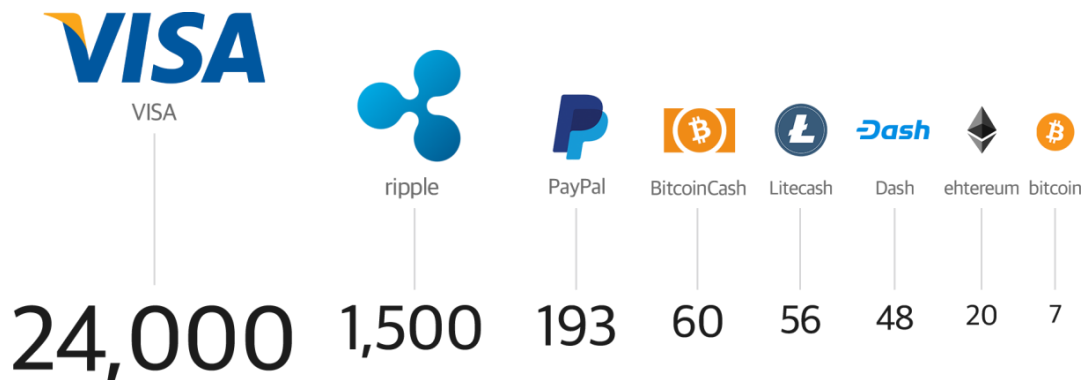 VISA
VISA
ripple
PayPal
BitcoinCash
Litecash
Dash
Dash
ehtereum
bitcoin
24,000
1,500
193
60
56
48
20
7